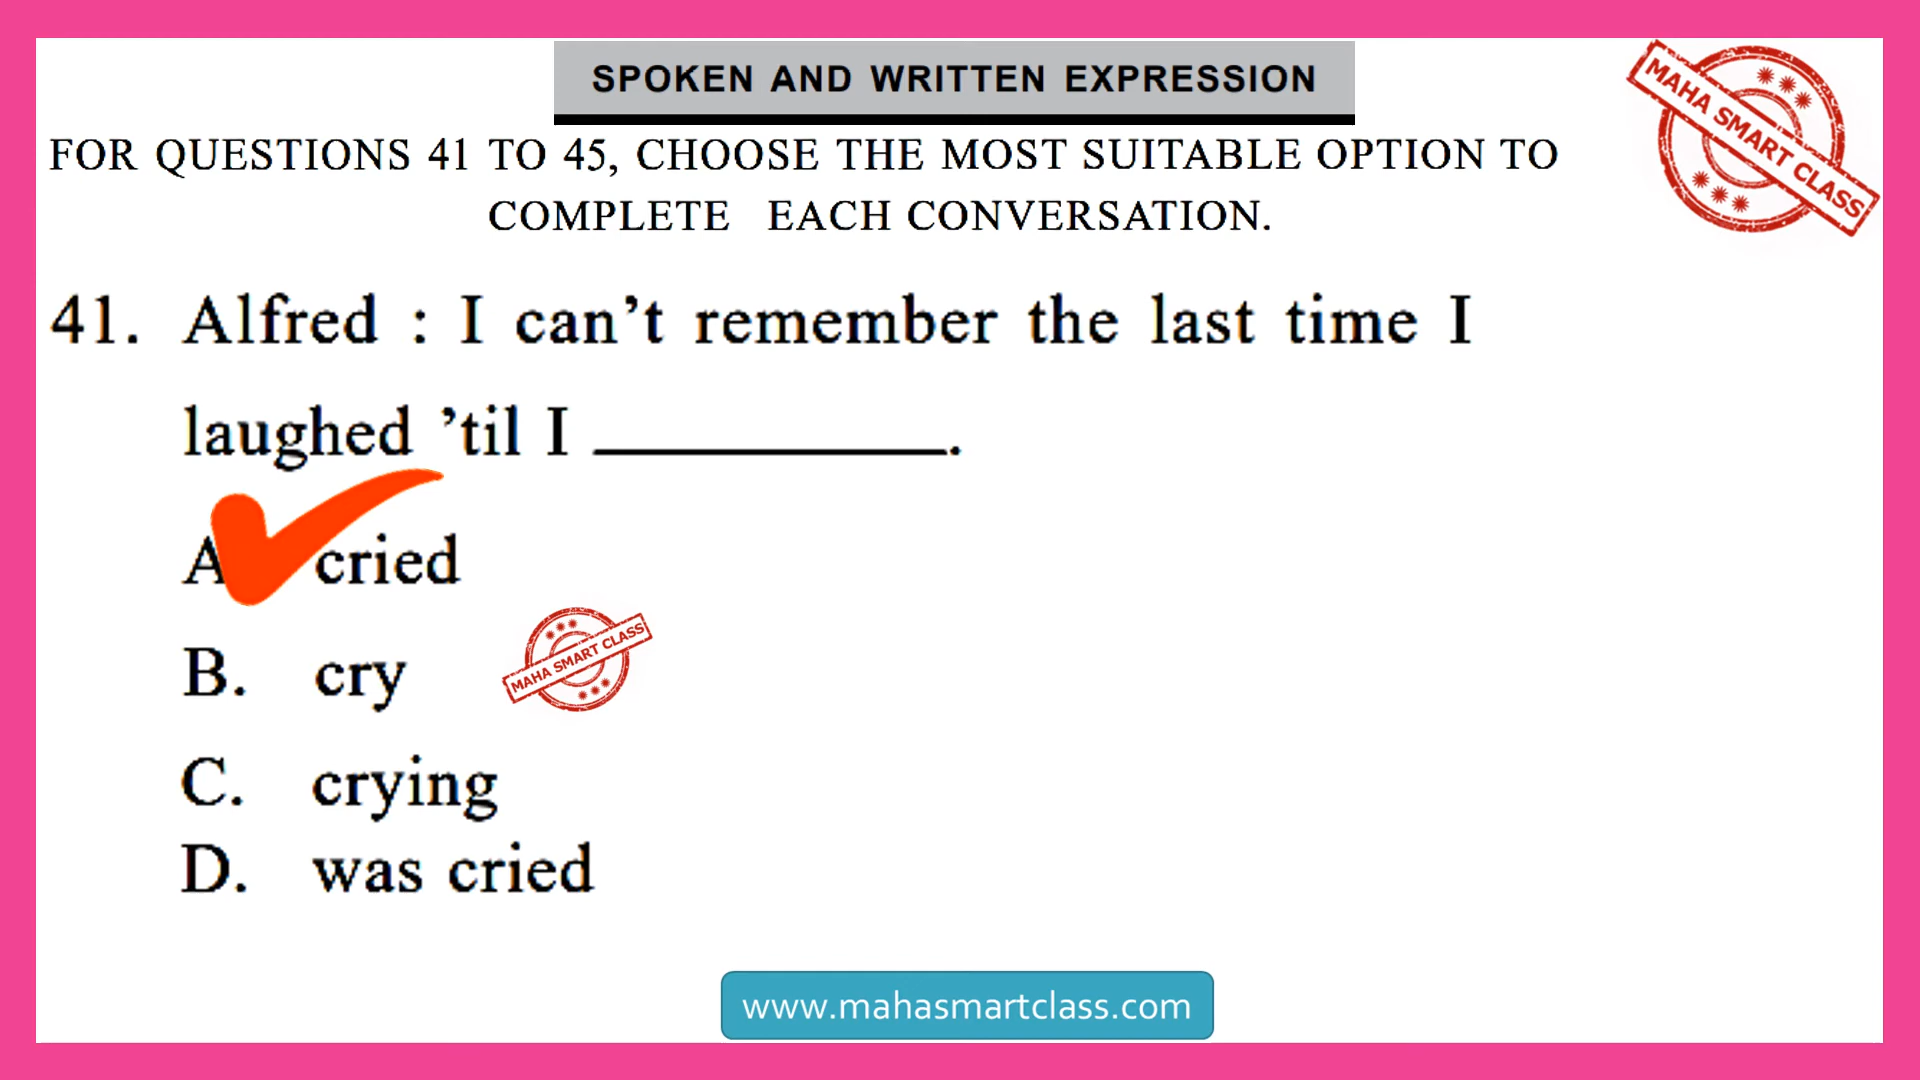 SPOKEN AND WRITTEN EXPRESSION
MAHA SMART CLASS
FOR QUESTIONS 41 TO 45, CHOOSE THE MOST SUITABLE OPTION TO
COMPLETE EACH CONVERSATION.
41. Alfred : I can’t remember the last time I
laughed ’til I ________.
A cried
B. cry
MAHA SMART CLASS
C. crying
D. was cried
www.mahasmartclass.com